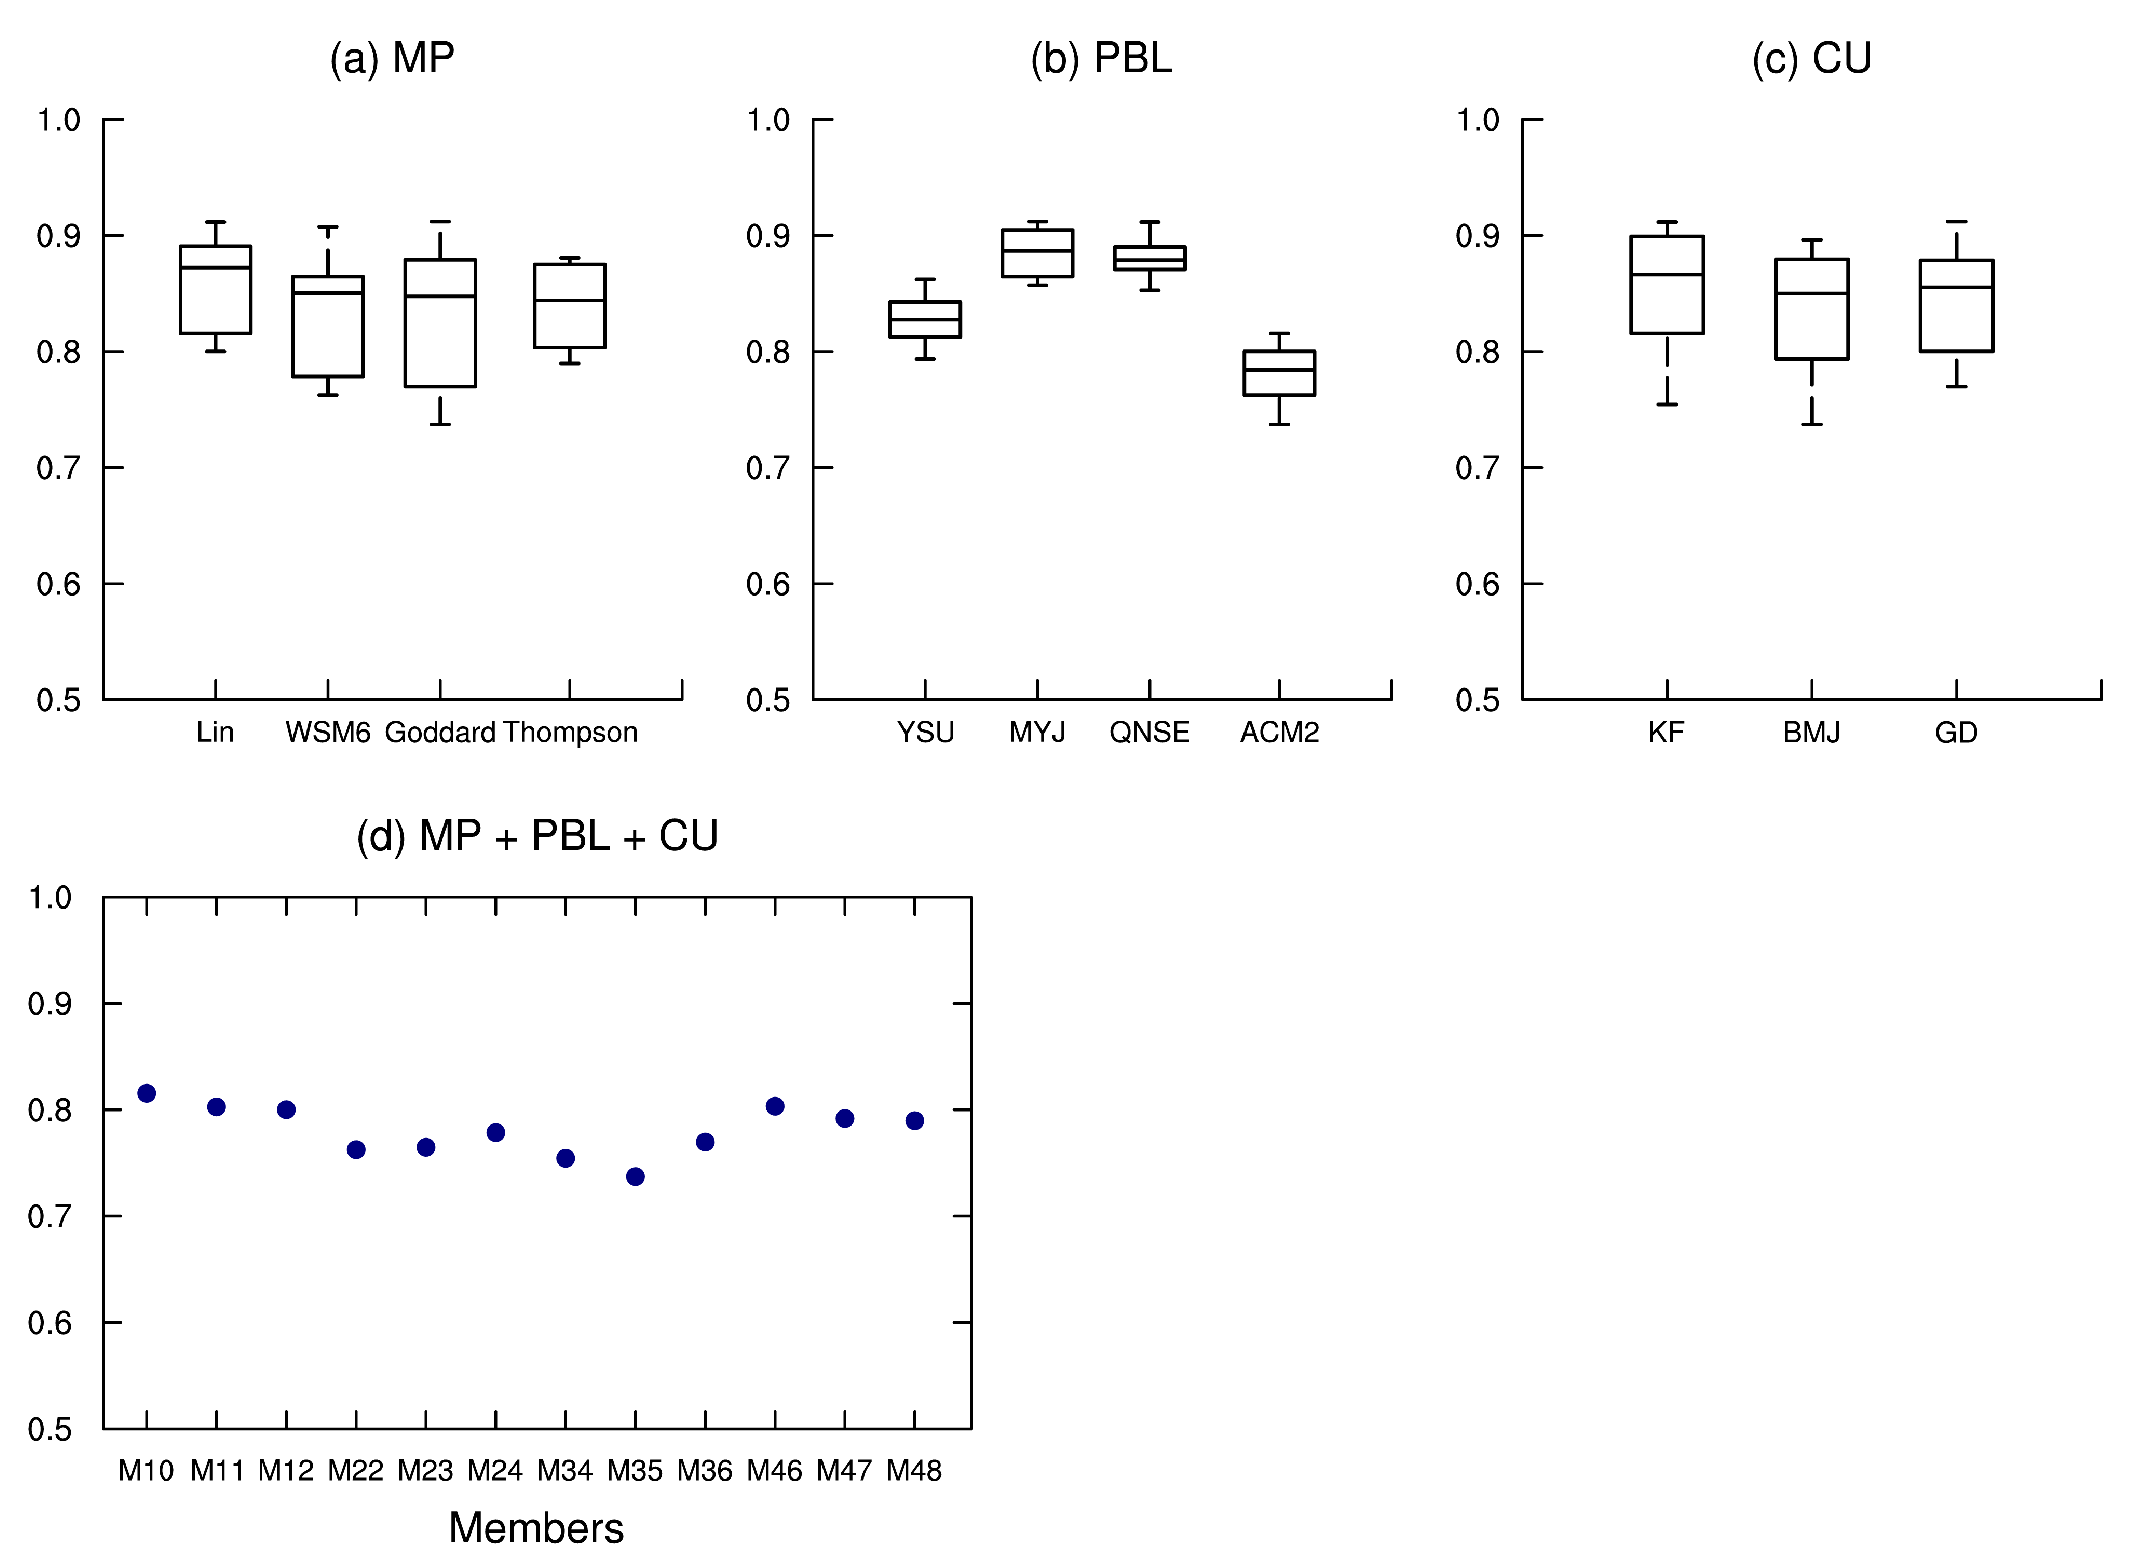 (a) MP
(b) PBL
(c) CU
1.0
0.9
0.8
0.7
0.6
0.5
Lin WSM6 Goddard Thompson
1.0
0.9
0.8
0.7
0.6
0.5
YSU MYJ QNSE ACM2
1.0
0.9
0.8
0.7
0.6
0.5
KF BMJ GD
(d) MP + PBL + CU
1.0
0.9
0.8
0.7
0.6
0.5
M10 M11 M12 M22 M23 M24 M34 M35 M36 M46 M47 M48
Members